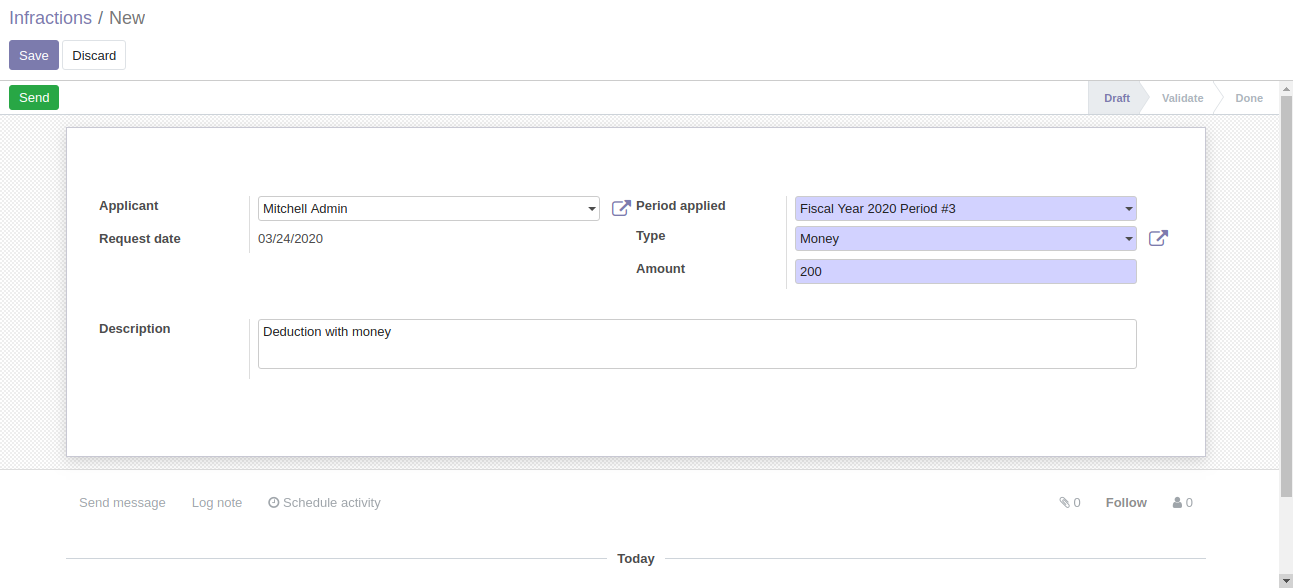 Infractions / New
Save Discard
Send
Draft Validate Done
Applicant Mitchell Admin
Request date 03/24/2020
Period applied Fiscal Year 2020 Period #3
Type Money
Amount 200
Description Deduction with money
Send message Log note Schedule activity 0 Follow 0
Today